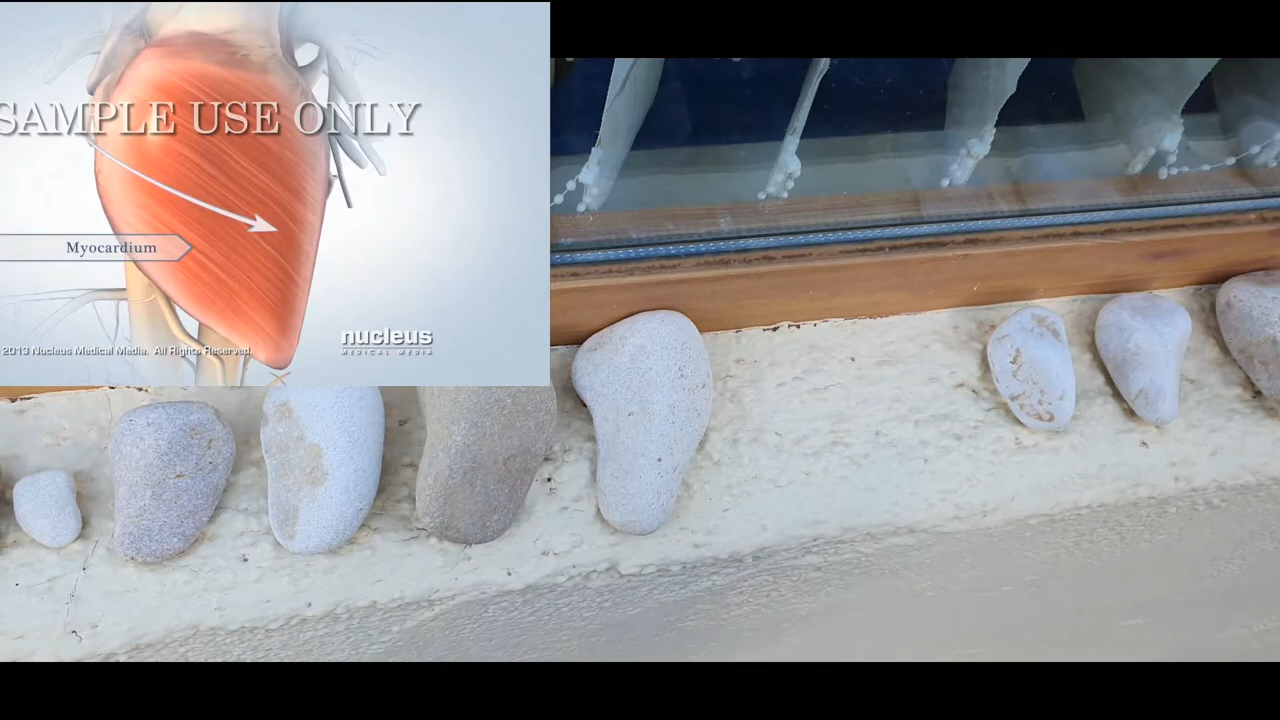 SAMPLE USE ONLY
Myocardium
2013 Nucleus Medical Media. All Rights Reserved.
nucleus
MEDICAL MEDIA